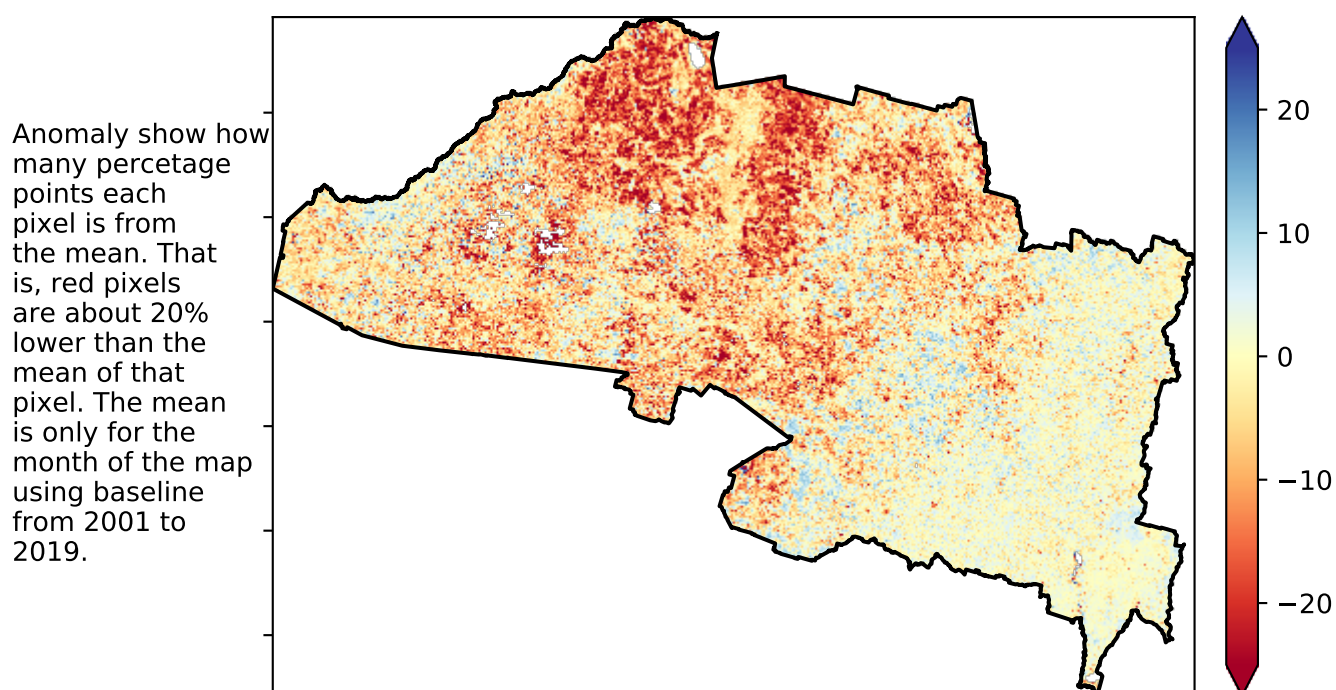 Anomaly show how
many percetage
points each
pixel is from
the mean. That
is, red pixels
are about 20%
lower than the
mean of that
pixel. The mean
is only for the
month of the map
using baseline
from 2001 to
2019.
20
10
0
−10
−20